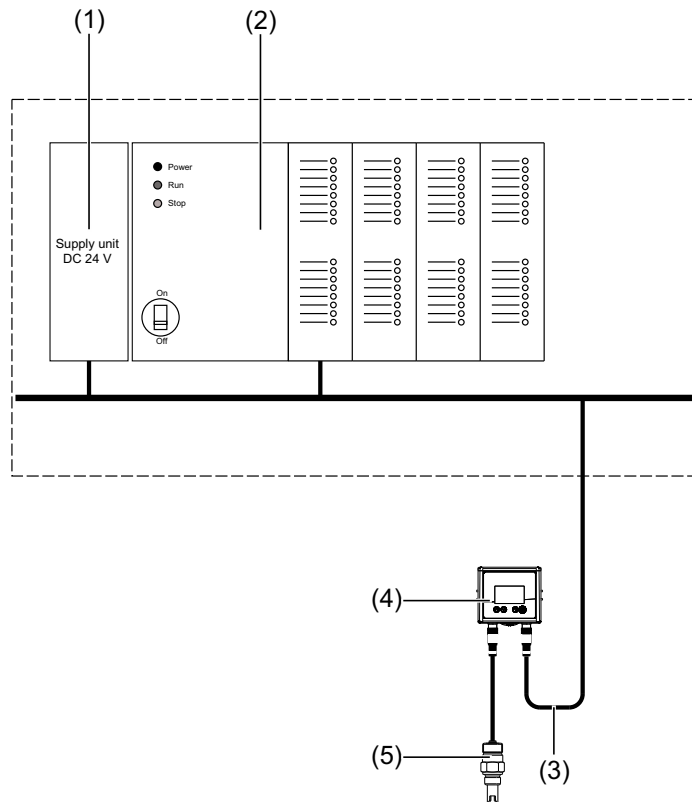 (1)
(2)
Power
Run
Stop
Supply unit
DC 24 V
On
Off
(4)
(5)
(3)